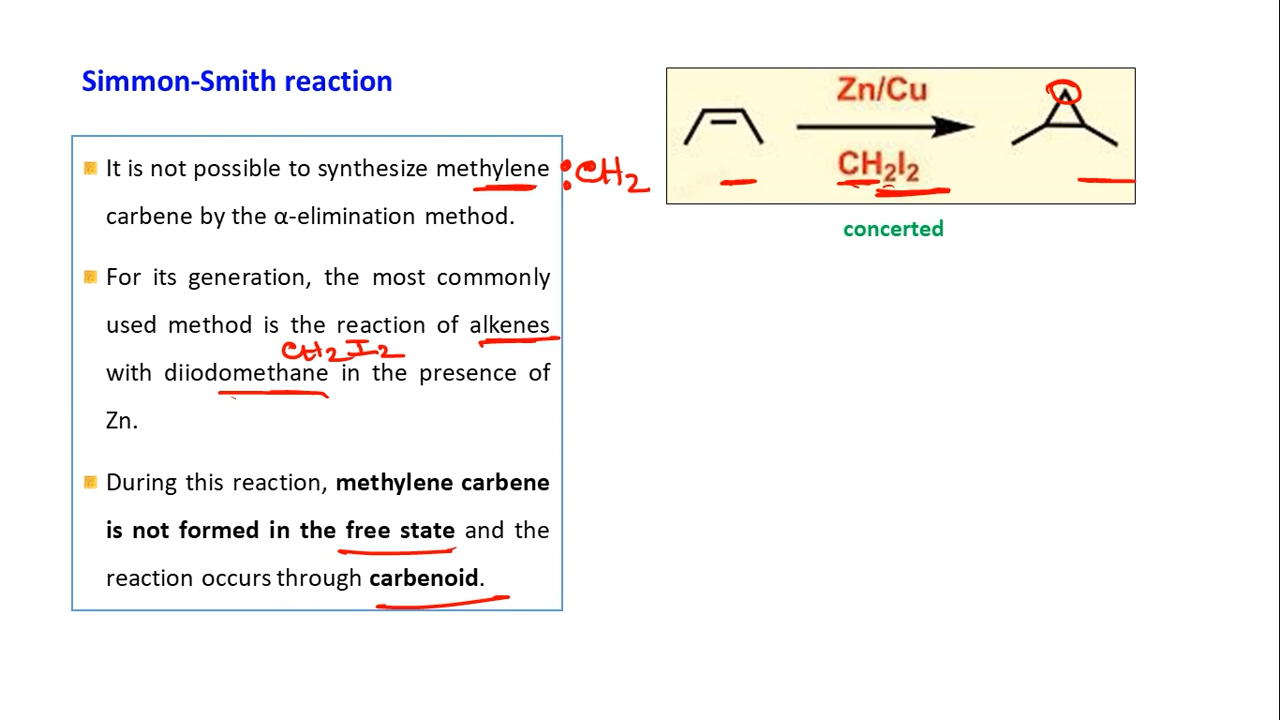 Simmon-Smith reaction
It is not possible to synthesize methylene :CH2
carbene by the α-elimination method.
For its generation, the most commonly
used method is the reaction of alkenes
CH2I2
with diiodomethane in the presence of
Zn.
During this reaction, methylene carbene
is not formed in the free state and the
reaction occurs through carbenoid.
Zn/Cu
CH2I2
concerted